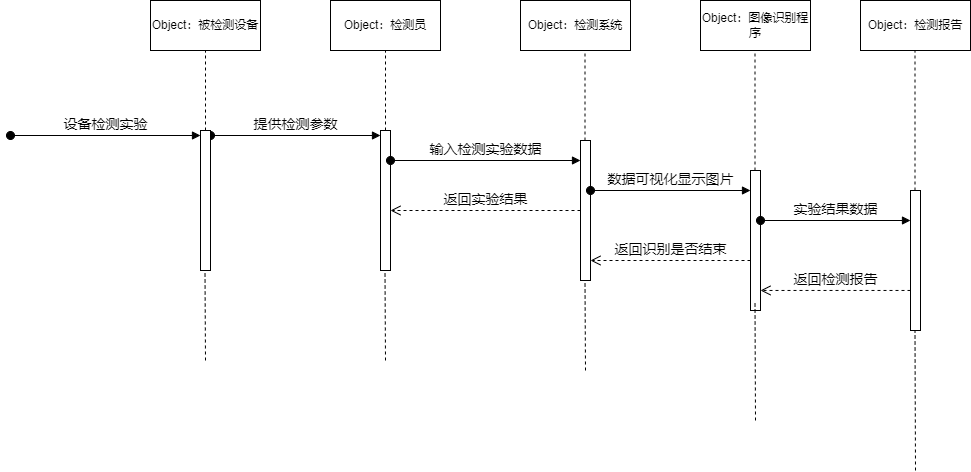 Object：被检测设备
Object：检测员
Object：检测系统
Object：图像识别程
序
Object：检测报告
设备检测实验
提供检测参数
输入检测实验数据
数据可视化显示图片
返回实验结果
实验结果数据
返回识别是否结束
返回检测报告